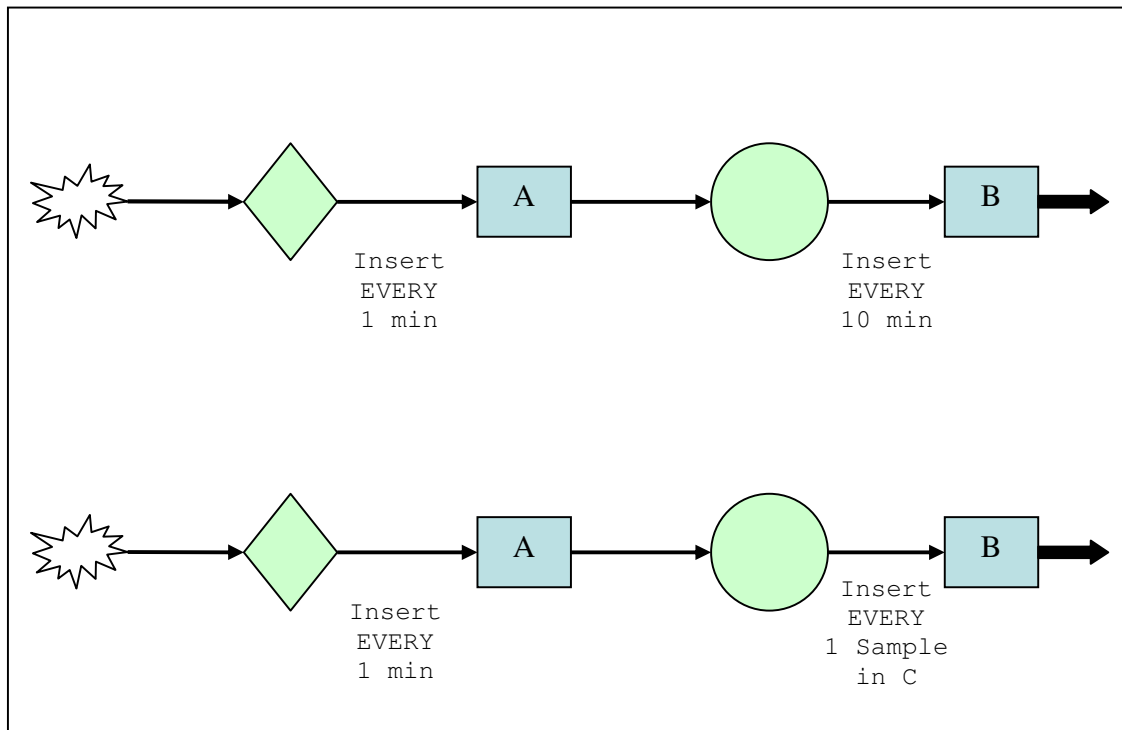 A
B
Insert
EVERY
1 min
Insert
EVERY
10 min
A
B
Insert
EVERY
1 min
Insert
EVERY
1 Sample
in C